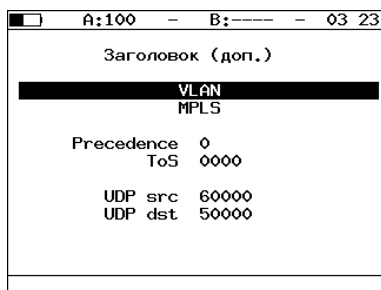 A:100 – B:---- – 03 23
Заголовок (доп.)
VLAN
MPLS
Precedence 0
ToS 0000
UDP src 60000
UDP dst 50000